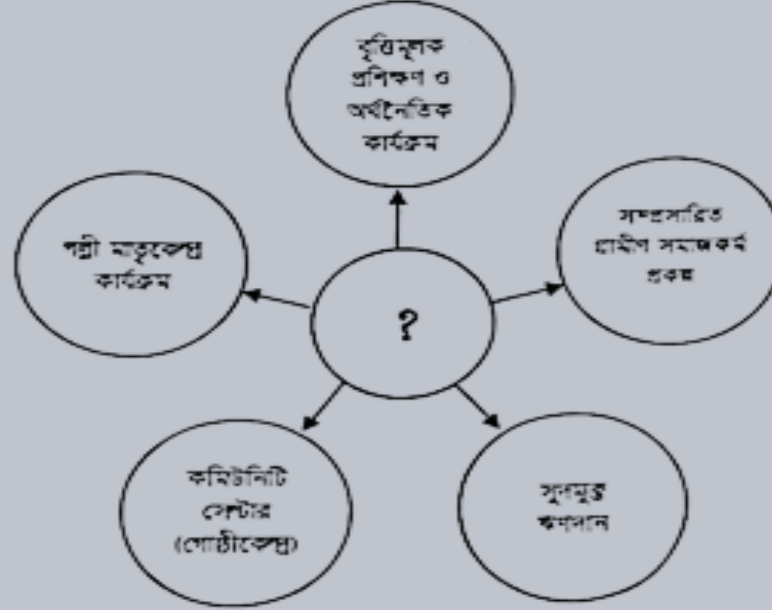 বৃত্তিমূলক
প্রশিক্ষণ ও
অর্থনৈতিক
কার্যক্রম
পল্লী মাতৃকেন্দ্র
কার্যক্রম
সম্প্রসারিত
গ্রামীণ সমাজকর্ম
প্রকল্প
?
কমিউনিটি
সেন্টার
(গোষ্ঠীকেন্দ্র)
সুদমুক্ত
ঋণদান